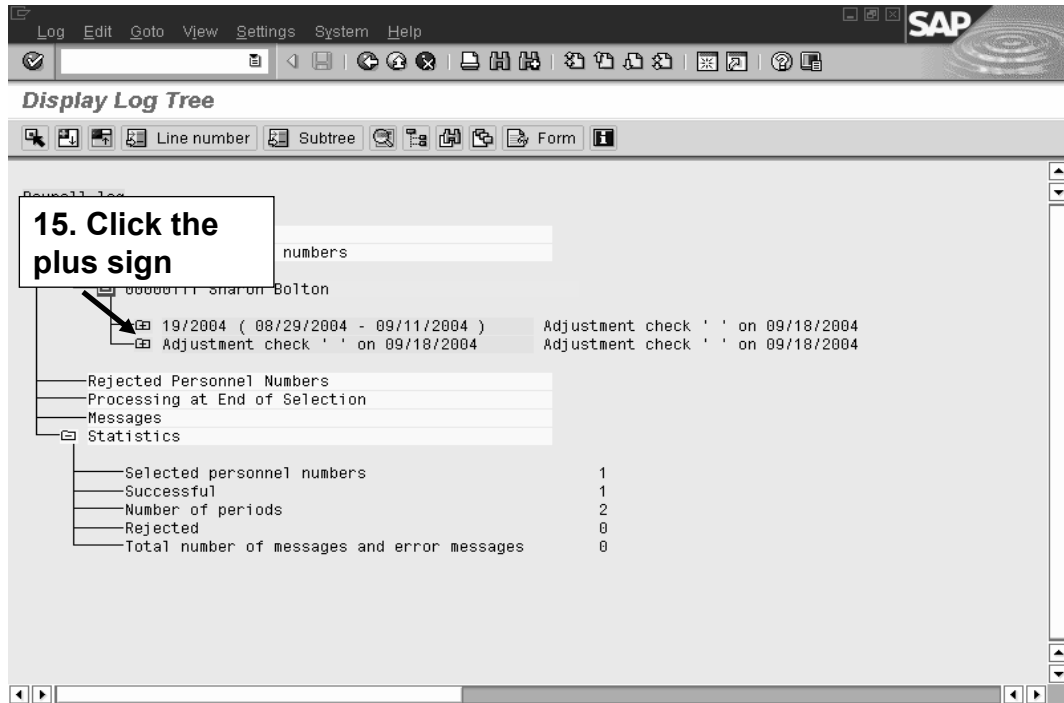 Log Edit Goto View Settings System Help
SAP
Display Log Tree
Line number Subtree Form
15. Click the
plus sign
numbers
Sharon Bolton
19/2004 ( 08/29/2004 - 09/11/2004 ) Adjustment check ' ' on 09/18/2004
Adjustment check ' ' on 09/18/2004 Adjustment check ' ' on 09/18/2004
Rejected Personnel Numbers
Processing at End of Selection
Messages
Statistics
Selected personnel numbers 1
Successful 1
Number of periods 2
Rejected 0
Total number of messages and error messages 0